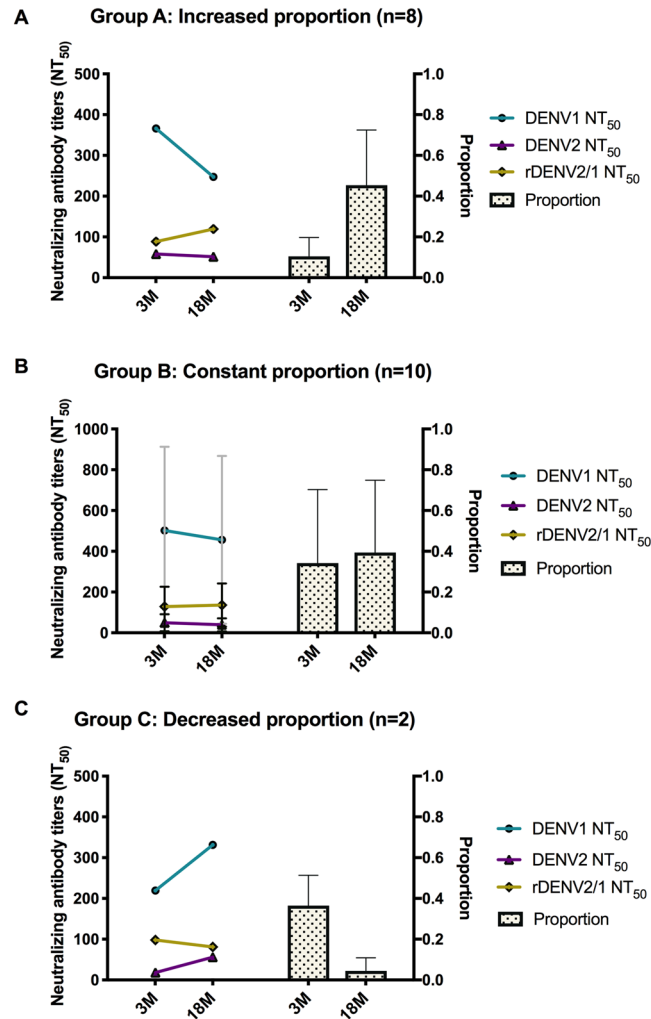 A
Group A: Increased proportion (n=8)
Neutralizing antibody titers (NT50)
500
400
300
200
100
0
3M
18M
3M
18M
1.0
0.8
0.6
0.4
0.2
0.0
Proportion
DENV1 NT50
DENV2 NT50
rDENV2/1 NT50
Proportion
B
Group B: Constant proportion (n=10)
Neutralizing antibody titers (NT50)
1000
800
600
400
200
0
3M
18M
3M
18M
1.0
0.8
0.6
0.4
0.2
0.0
Proportion
DENV1 NT50
DENV2 NT50
rDENV2/1 NT50
Proportion
C
Group C: Decreased proportion (n=2)
Neutralizing antibody titers (NT50)
500
400
300
200
100
0
3M
18M
3M
18M
1.0
0.8
0.6
0.4
0.2
0.0
Proportion
DENV1 NT50
DENV2 NT50
rDENV2/1 NT50
Proportion